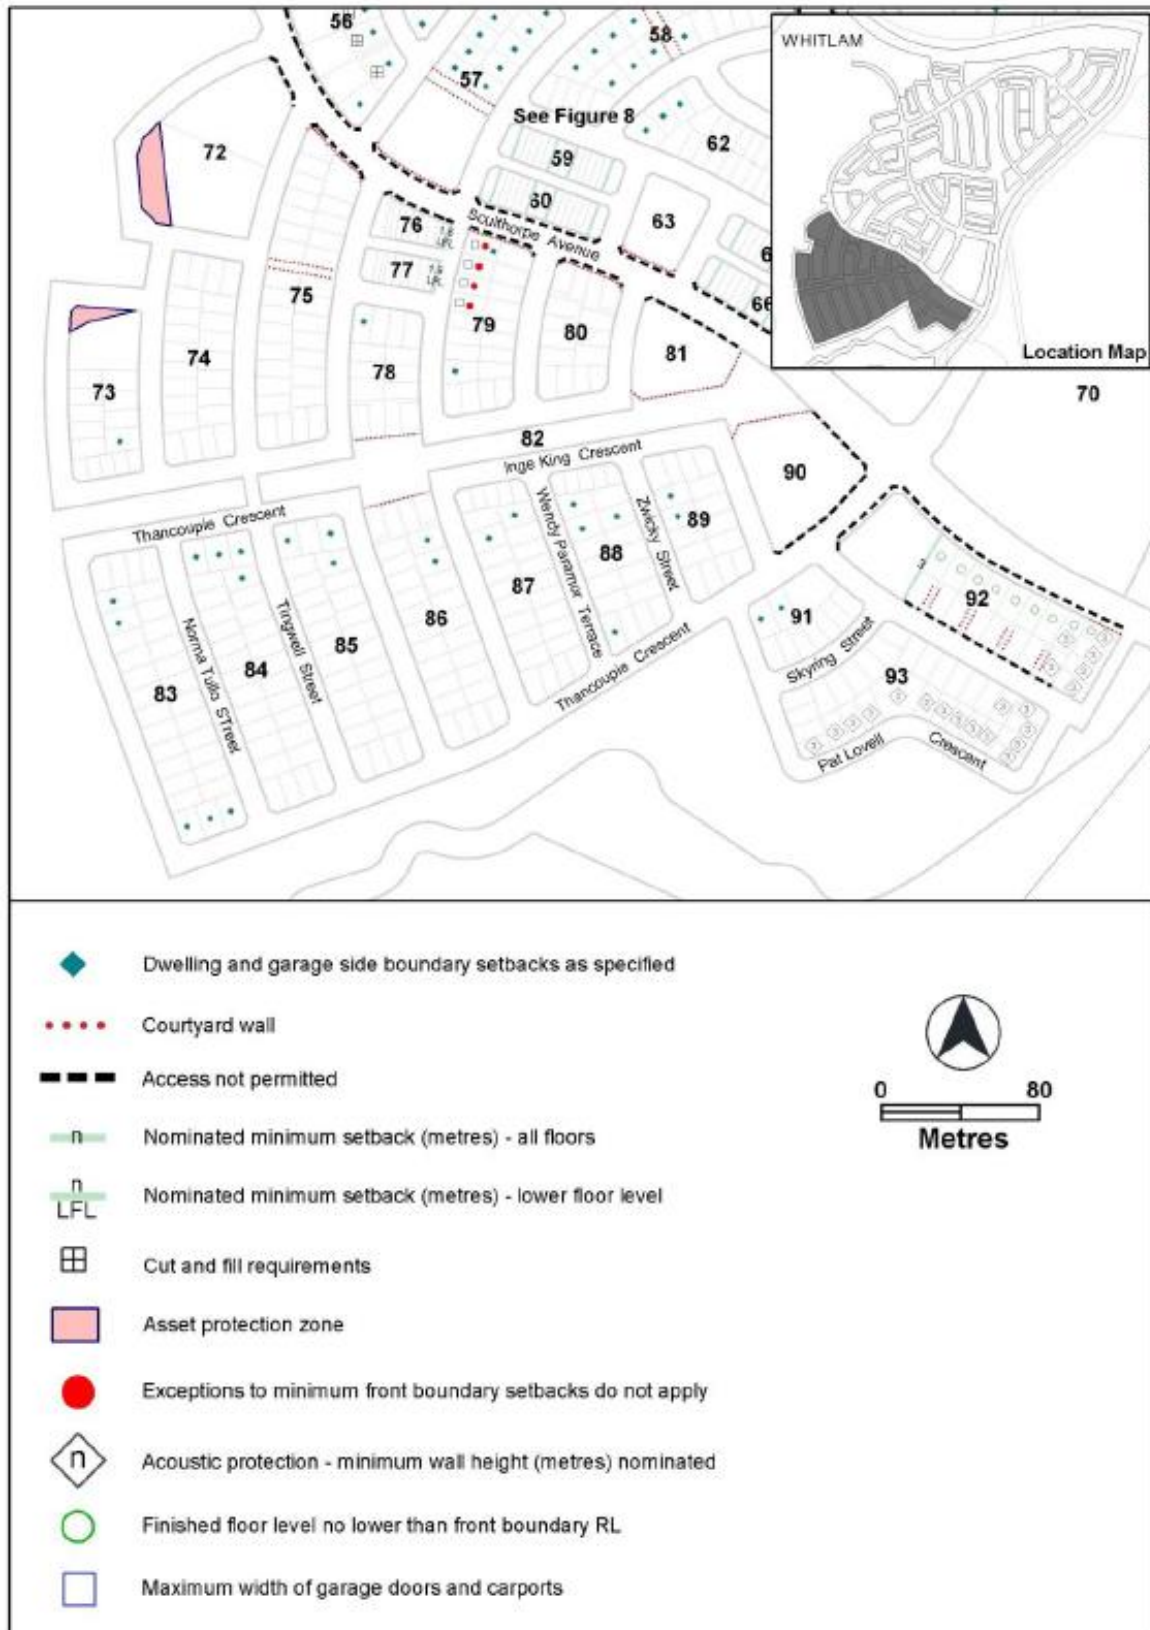 56
58
WHITLAM
57
See Figure 8
72
59
62
60
63
76
Sculthorpe Avenue
LFL
77
LFL
75
66
79
80
81
Location Map
74
78
70
73
82
Inge King Crescent
90
Thancoupie Crescent
Wendy Paramor Terrace
Zwicky Street
89
88
3
87
92
86
91
Norma Tullo STreet
Tingwell Street
85
84
83
Skyring Street
Thancoupie Crescent
93
Pat Lovell Crescent
Dwelling and garage side boundary setbacks as specified
Courtyard wall
0 80
Metres
Access not permitted
n
Nominated minimum setback (metres) - all floors
n
LFL
Nominated minimum setback (metres) - lower floor level
Cut and fill requirements
Asset protection zone
Exceptions to minimum front boundary setbacks do not apply
n
Acoustic protection - minimum wall height (metres) nominated
Finished floor level no lower than front boundary RL
Maximum width of garage doors and carports